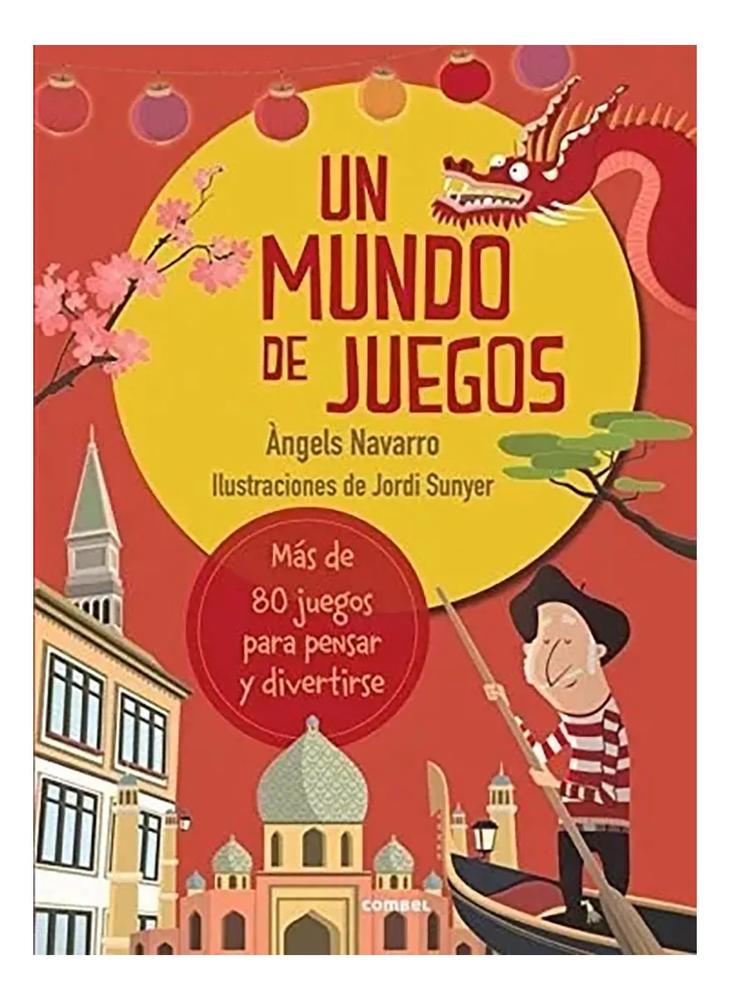 UN
MUNDO
DE JUEGOS
Àngels Navarro
Ilustraciones de Jordi Sunyer
Más de
80 juegos
para pensar
y divertirse
COMBEL